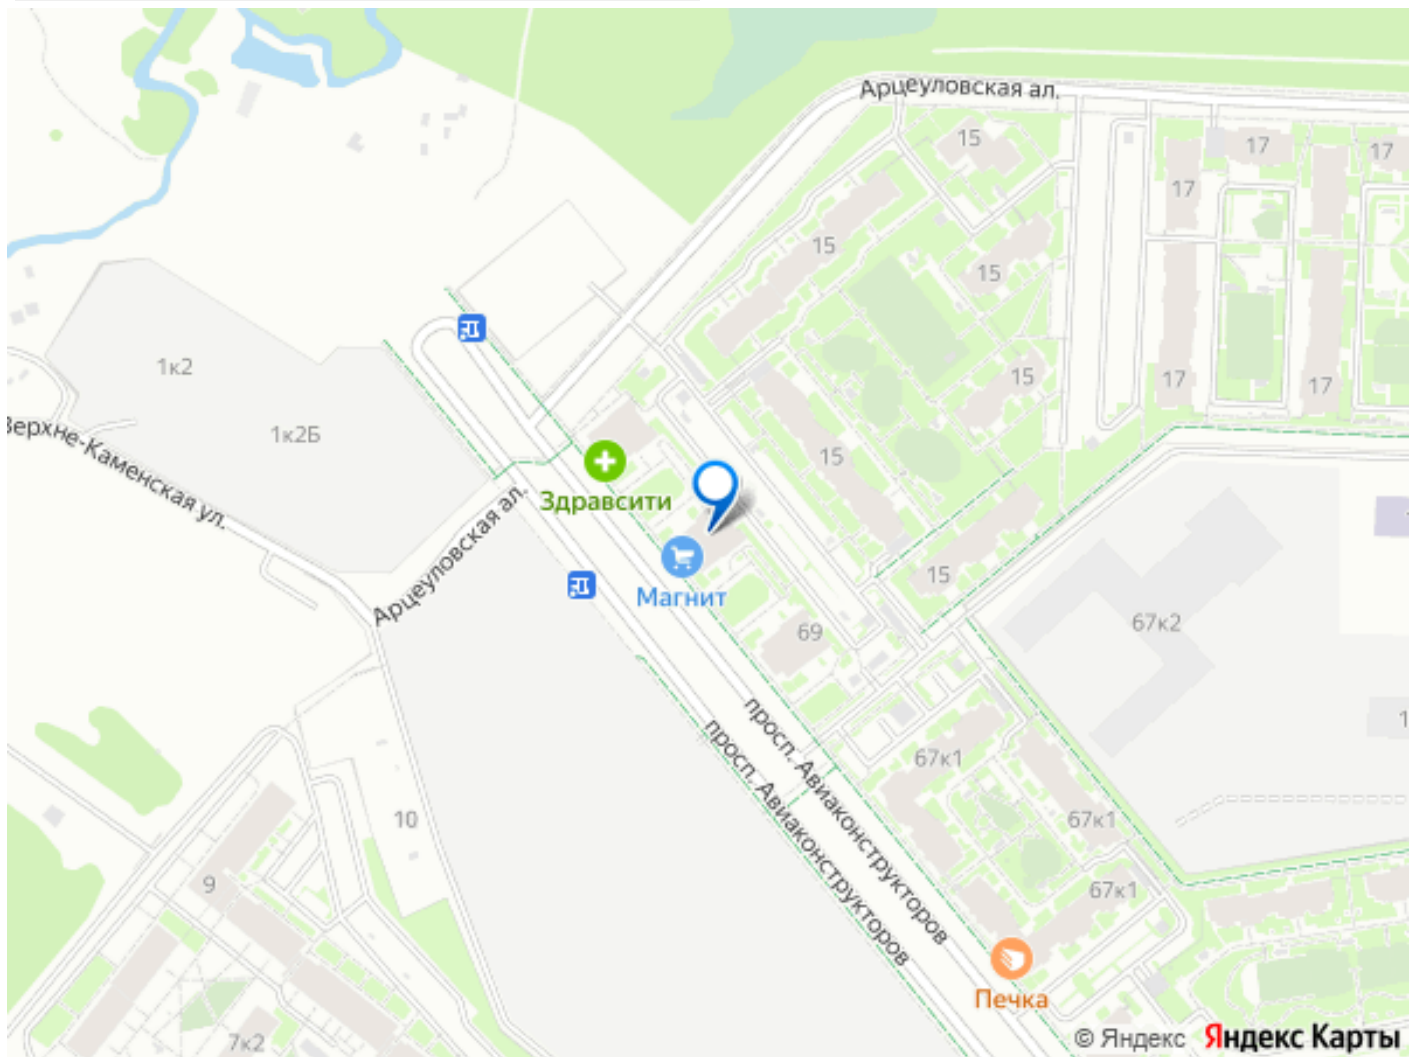 Арцеуловская ал.
15
17
17
17
15
15
1к2
17
17
15
1к2Б
Верхне-Каменская ул.
15
Здравсити
Арцеуловская ал.
15
Магнит
69
67к2
просп. Авиаконструкторов
просп. Авиаконструкторов
67к1
10
67к1
9
67к1
Печка
7к2
© Яндекс Яндекс Карты